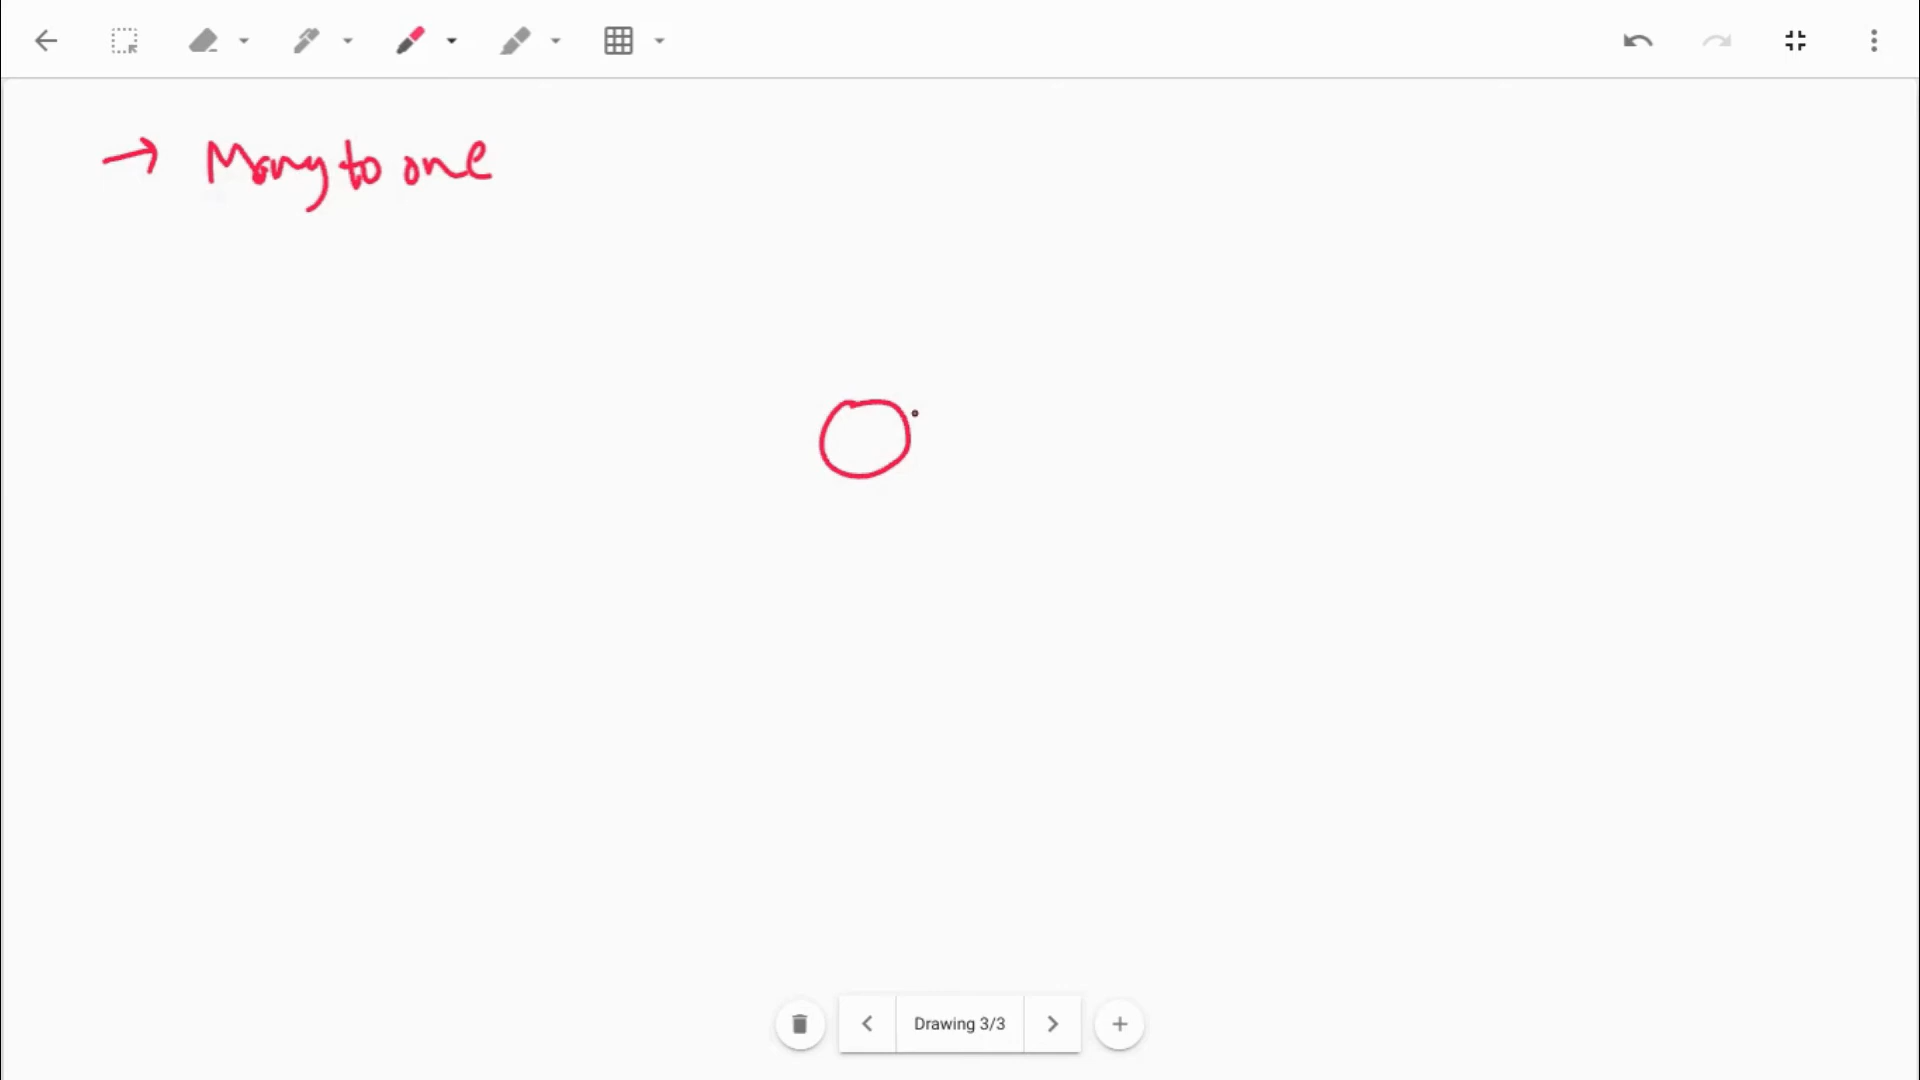 → Many to one
Drawing 3/3